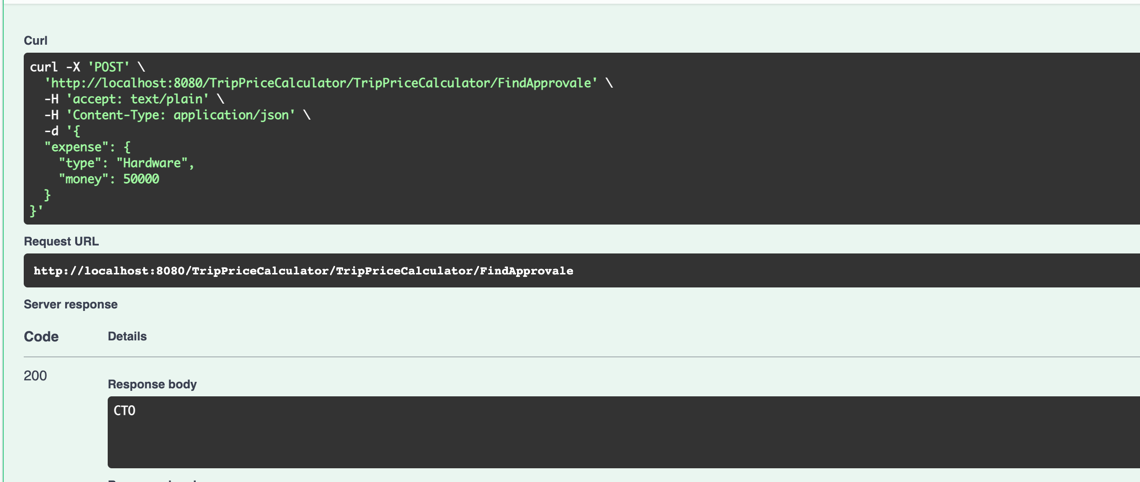 Curl
curl -X 'POST' \
'http://localhost:8080/TripPriceCalculator/TripPriceCalculator/FindApprovale' \
-H 'accept: text/plain' \
-H 'Content-Type: application/json' \
-d '{
"expense": {
"type": "Hardware",
"money": 50000
}
}'
Request URL
http://localhost:8080/TripPriceCalculator/TripPriceCalculator/FindApprovale
Server response
Code Details
200
Response body
CTO